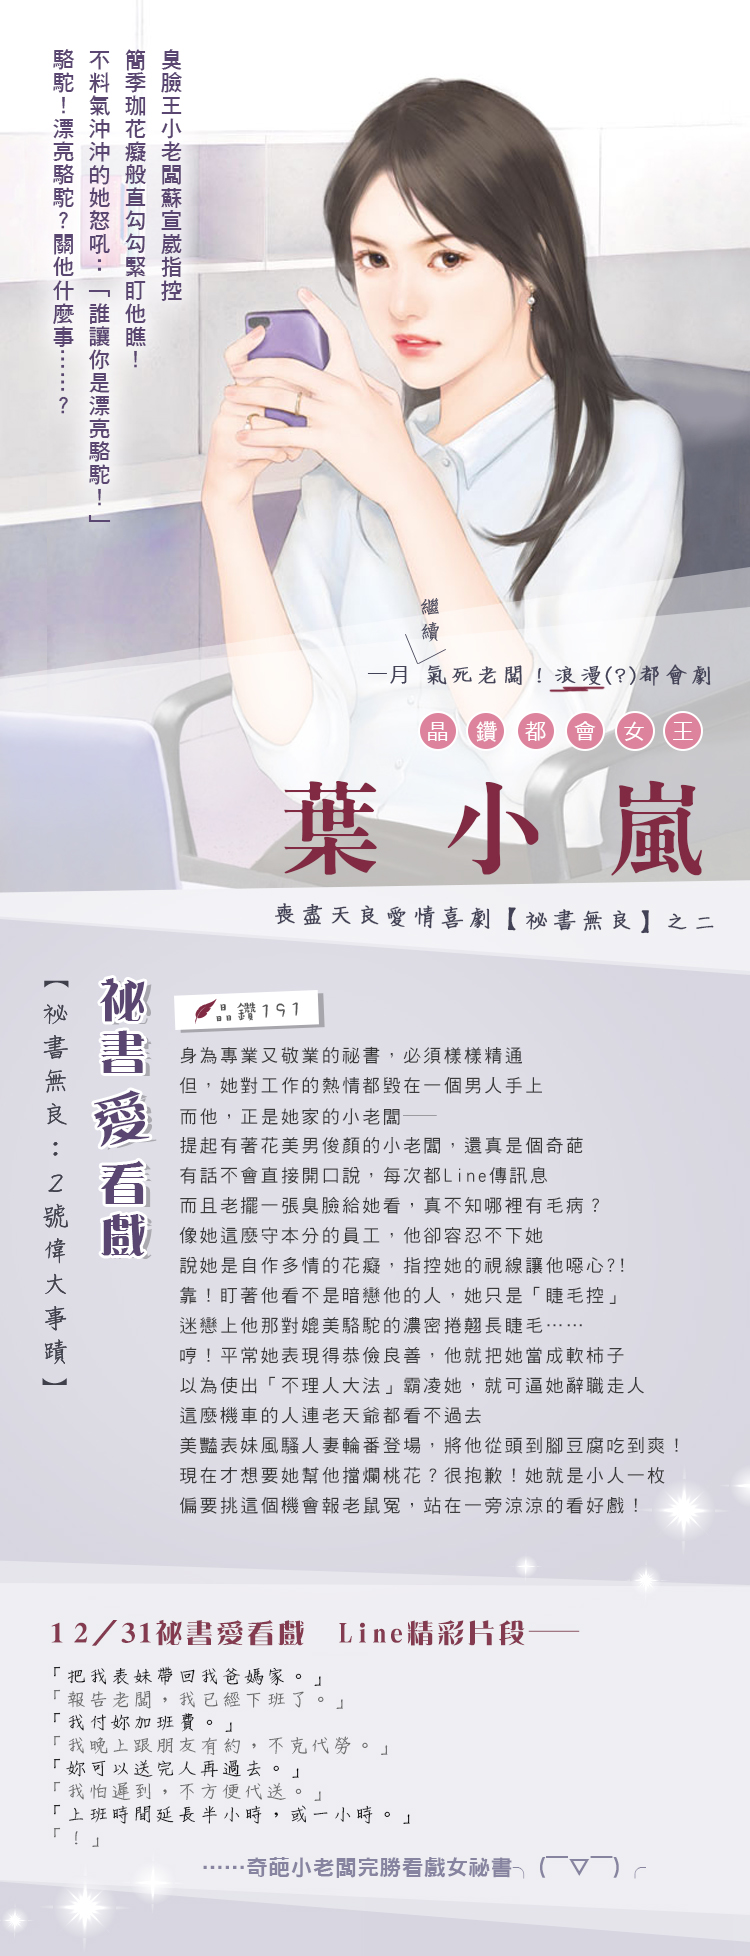 臭臉王小老闆蘇宣崴指控
簡季珈花癡般直勾勾緊盯他瞧！
不料氣沖沖的她怒吼：「誰讓你是漂亮駱駝！」
駱駝！漂亮駱駝？關他什麼事……？
繼續
一月 氣死老闆！浪漫(?)都會劇
晶鑽都會女王
葉小嵐
喪盡天良愛情喜劇【祕書無良】之二
【祕書無良：2號偉大事蹟】
祕書愛看戲
晶鑽191
身為專業又敬業的祕書，必須樣樣精通
但，她對工作的熱情都毀在一個男人手上
而他，正是她家的小老闆──
提起有著花美男俊顏的小老闆，還真是個奇葩
有話不會直接開口說，每次都Line傳訊息
而且老擺一張臭臉給她看，真不知哪裡有毛病？
像她這麼守本分的員工，他卻容忍不下她
說她是自作多情的花癡，指控她的視線讓他噁心?!
靠！盯著他看不是暗戀他的人，她只是「睫毛控」
迷戀上他那對媲美駱駝的濃密捲翹長睫毛……
哼！平常她表現得恭儉良善，他就把她當成軟柿子
以為使出「不理人大法」霸凌她，就可逼她辭職走人
這麼機車的人連老天爺都看不過去
美豔表妹風騷人妻輪番登場，將他從頭到腳豆腐吃到爽！
現在才想要她幫他擋爛桃花？很抱歉！她就是小人一枚
偏要挑這個機會報老鼠冤，站在一旁涼涼的看好戲！
12／31祕書愛看戲　Line精彩片段──
「把我表妹帶回我爸媽家。」
「報告老闆，我已經下班了。」
「我付妳加班費。」
「我晚上跟朋友有約，不克代勞。」
「妳可以送完人再過去。」
「我怕遲到，不方便代送。」
「上班時間延長半小時，或一小時。」
「！」
……奇葩小老闆完勝看戲女祕書╮(￣▽￣)╭